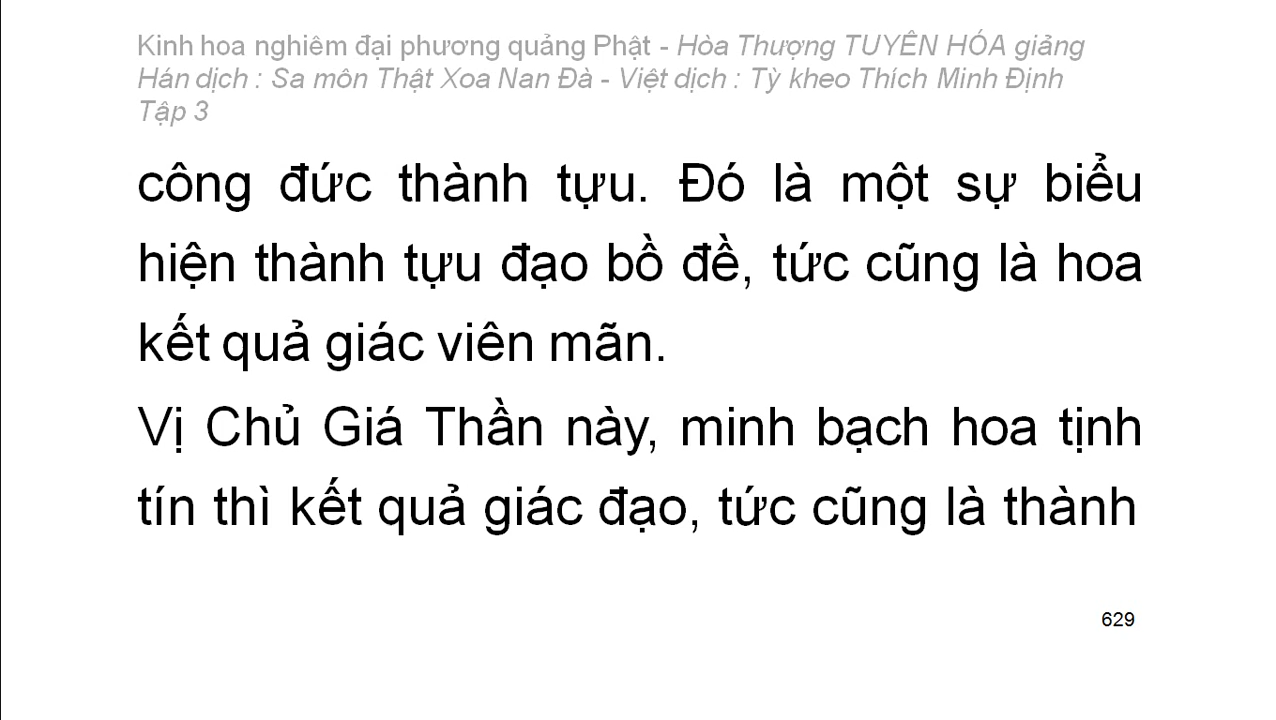 Kinh hoa nghiêm đại phương quảng Phật - Hòa Thượng TUYÊN HÓA giảng
Hán dịch : Sa môn Thật Xoa Nan Đà - Việt dịch : Tỳ kheo Thích Minh Định
Tập 3
công đức thành tựu. Đó là một sự biểu
hiện thành tựu đạo bồ đề, tức cũng là hoa
kết quả giác viên mãn.
Vị Chủ Giá Thần này, minh bạch hoa tịnh
tín thì kết quả giác đạo, tức cũng là thành
629